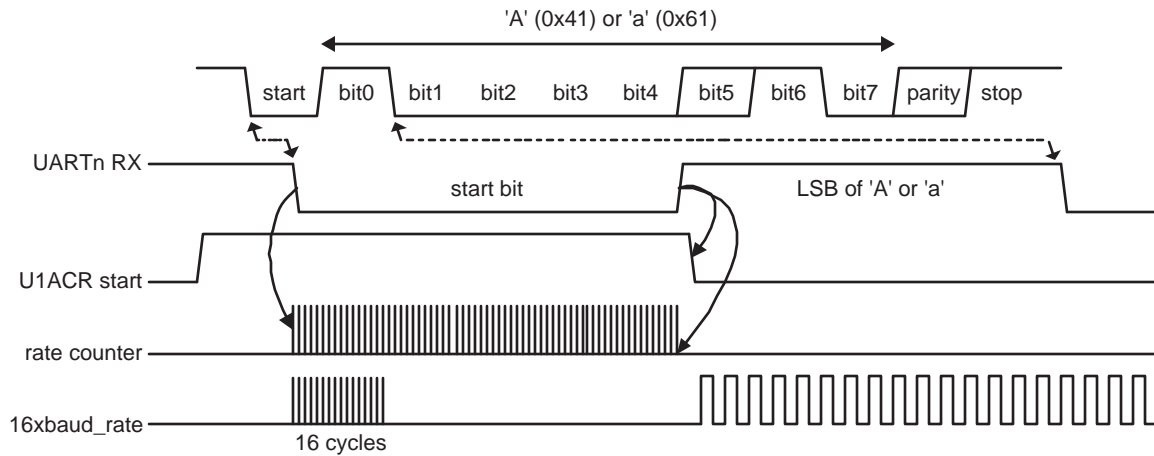 'A' (0x41) or 'a' (0x61)
start bit0 bit1 bit2 bit3 bit4 bit5 bit6 bit7 parity stop
UARTn RX
start bit
LSB of 'A' or 'a'
U1ACR start
rate counter
16xbaud_rate
16 cycles